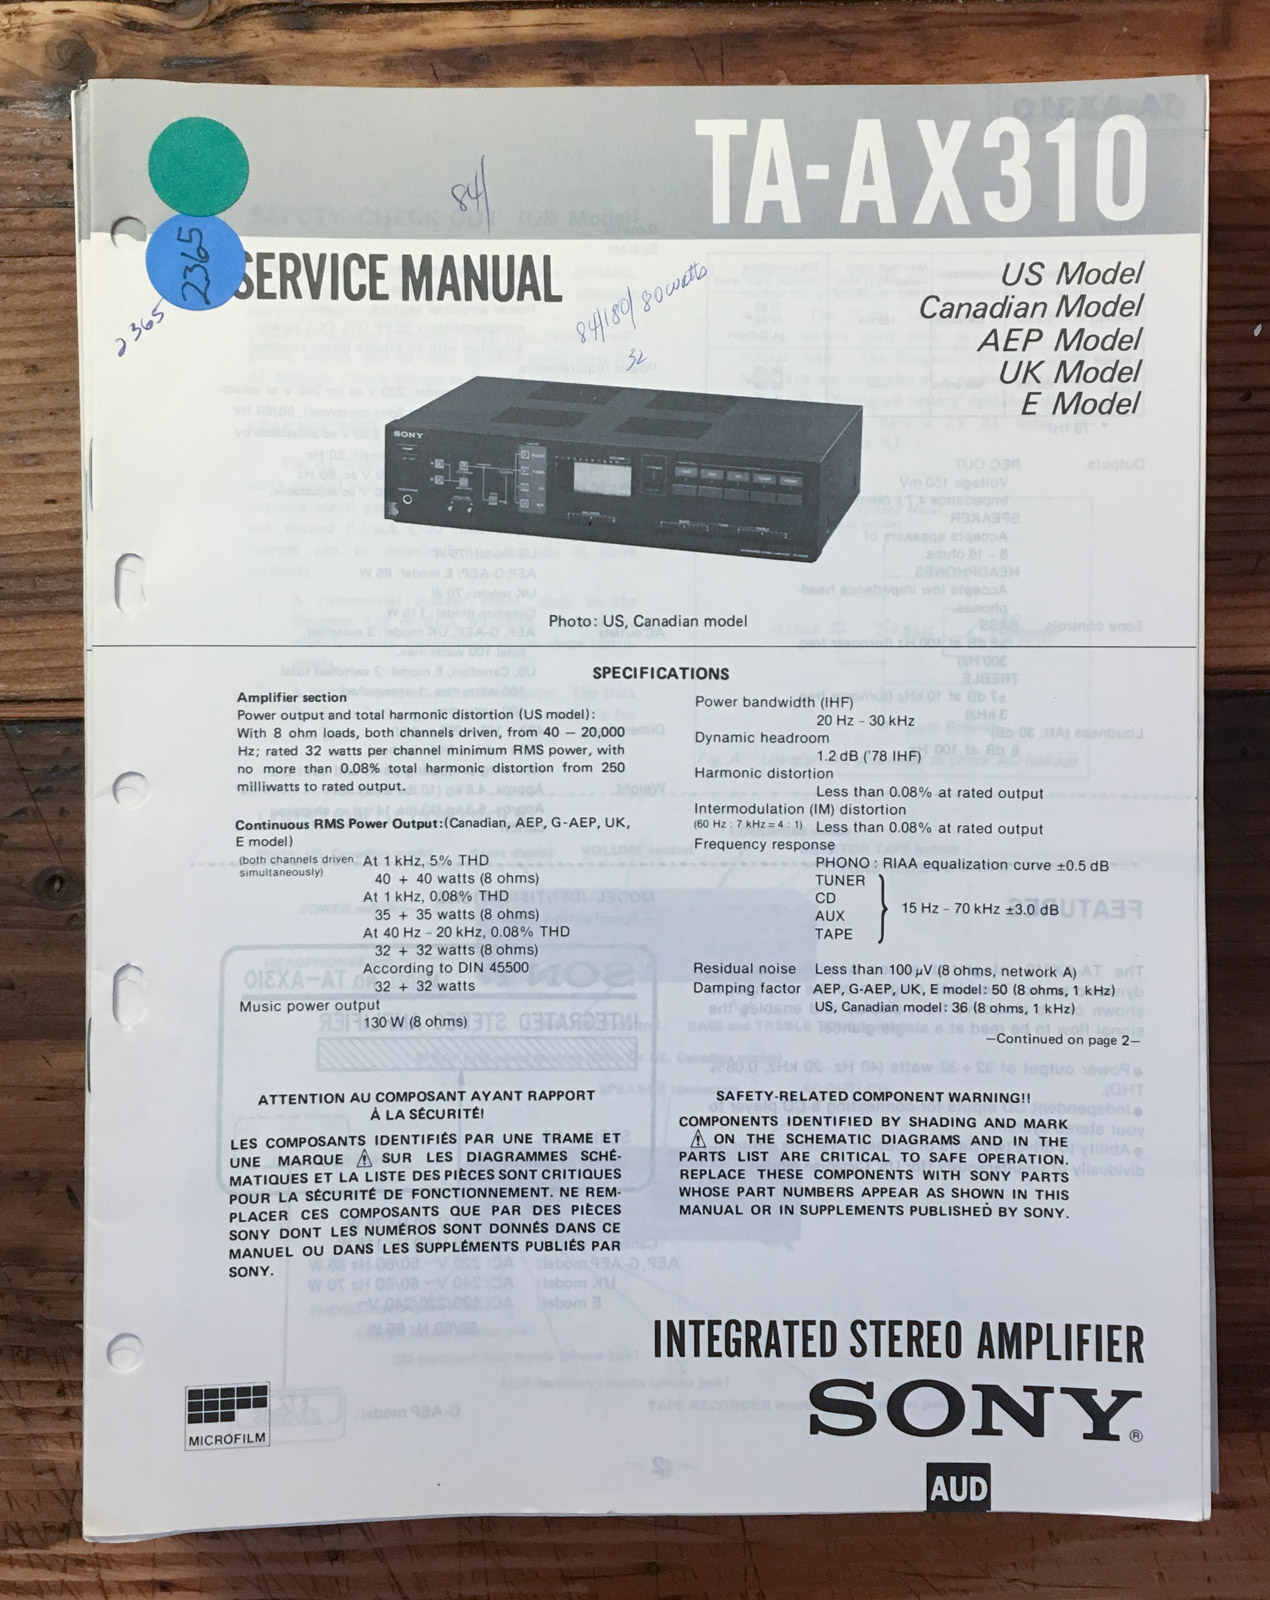 TA-AX310
84/
2365
SERVICE MANUAL
2365
84/180/80watts
32
US Model
Canadian Model
AEP Model
UK Model
E Model
SONY
Photo: US, Canadian model
SPECIFICATIONS
Amplifier section
Power output and total harmonic distortion (US model):
With 8 ohm loads, both channels driven, from 40 – 20,000
Hz; rated 32 watts per channel minimum RMS power, with
no more than 0.08% total harmonic distortion from 250
milliwatts to rated output.
Continuous RMS Power Output:(Canadian, AEP, G-AEP, UK,
E model)
(both channels driven
simultaneously)
At 1 kHz, 5% THD
40 + 40 watts (8 ohms)
At 1 kHz, 0.08% THD
35 + 35 watts (8 ohms)
At 40 Hz - 20 kHz, 0.08% THD
32 + 32 watts (8 ohms)
According to DIN 45500
32 + 32 watts
Music power output
130 W (8 ohms)
Power bandwidth (IHF)
20 Hz - 30 kHz
Dynamic headroom
1.2 dB ('78 IHF)
Harmonic distortion
Less than 0.08% at rated output
Intermodulation (IM) distortion
(60 Hz : 7 kHz = 4 : 1) Less than 0.08% at rated output
Frequency response
PHONO : RIAA equalization curve ±0.5 dB
TUNER
CD
AUX
TAPE
15 Hz - 70 kHz ±3.0 dB
Residual noise Less than 100 µV (8 ohms, network A)
Damping factor AEP, G-AEP, UK, E model: 50 (8 ohms, 1 kHz)
US, Canadian model: 36 (8 ohms, 1 kHz)
—Continued on page 2—
ATTENTION AU COMPOSANT AYANT RAPPORT
À LA SÉCURITÉ!
LES COMPOSANTS IDENTIFIÉS PAR UNE TRAME ET
UNE MARQUE ⚠ SUR LES DIAGRAMMES SCHÉ-
MATIQUES ET LA LISTE DES PIÈCES SONT CRITIQUES
POUR LA SÉCURITÉ DE FONCTIONNEMENT. NE REM-
PLACER CES COMPOSANTS QUE PAR DES PIÈCES
SONY DONT LES NUMÉROS SONT DONNÉS DANS CE
MANUEL OU DANS LES SUPPLÉMENTS PUBLIÉS PAR
SONY.
SAFETY-RELATED COMPONENT WARNING!!
COMPONENTS IDENTIFIED BY SHADING AND MARK
⚠ ON THE SCHEMATIC DIAGRAMS AND IN THE
PARTS LIST ARE CRITICAL TO SAFE OPERATION.
REPLACE THESE COMPONENTS WITH SONY PARTS
WHOSE PART NUMBERS APPEAR AS SHOWN IN THIS
MANUAL OR IN SUPPLEMENTS PUBLISHED BY SONY.
INTEGRATED STEREO AMPLIFIER
SONY®
MICROFILM
AUD